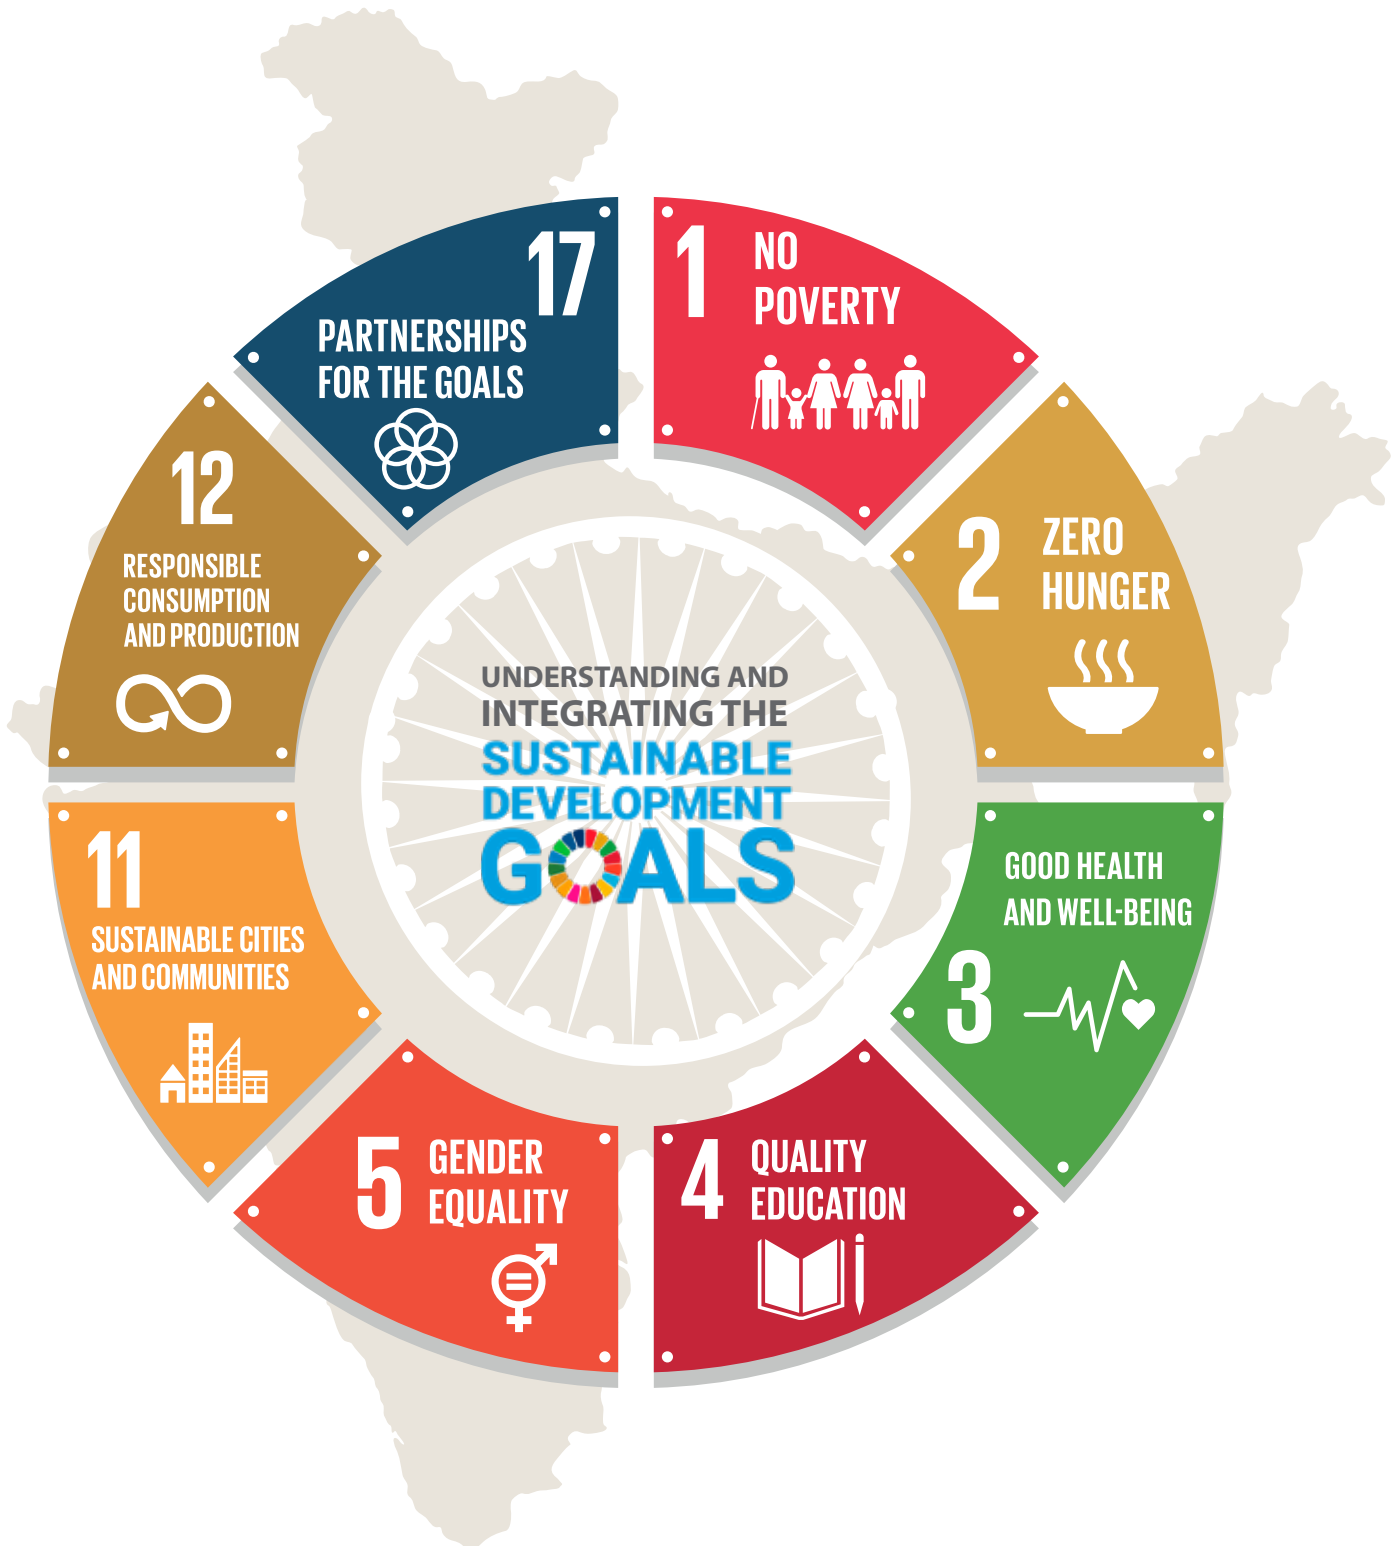 17
PARTNERSHIPS
FOR THE GOALS
1
NO
POVERTY
2
ZERO
HUNGER
GOOD HEALTH
AND WELL-BEING
3
4
QUALITY
EDUCATION
5
GENDER
EQUALITY
11
SUSTAINABLE CITIES
AND COMMUNITIES
12
RESPONSIBLE
CONSUMPTION
AND PRODUCTION
UNDERSTANDING AND
INTEGRATING THE
SUSTAINABLE
DEVELOPMENT
GOALS